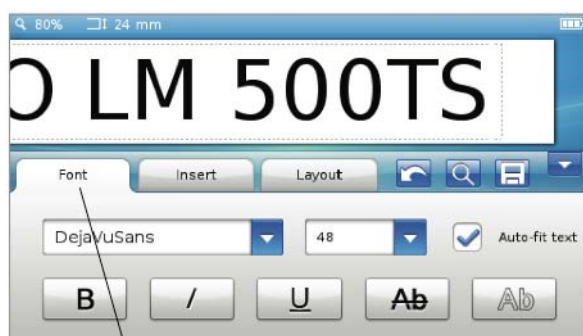 80% 24 mm
O LM 500TS
Font Insert Layout
DejaVuSans 48 Auto-fit text
B I U Ab Ab